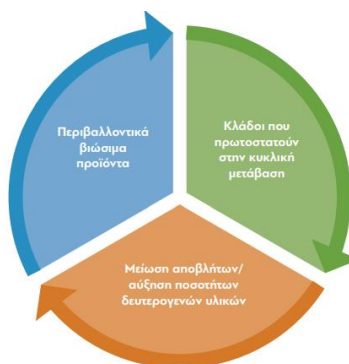 Περιβαλλοντικά
βιώσιμα
προϊόντα
Κλάδοι που
πρωτοστατούν
στην κυκλική
μετάβαση
Μείωση αποβλήτων/
αύξηση ποσοτήτων
δευτερογενών υλικών